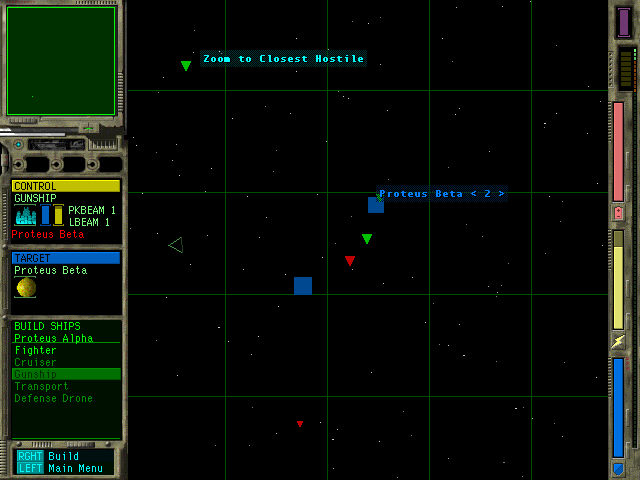 Zoom to Closest Hostile
Proteus Beta < 2 >
CONTROL
GUNSHIP
PKBEAM 1
LBEAM 1
Proteus Beta
TARGET
Proteus Beta
BUILD SHIPS
Proteus Alpha
Fighter
Cruiser
Gunship
Transport
Defense Drone
RGHT Build
LEFT Main Menu